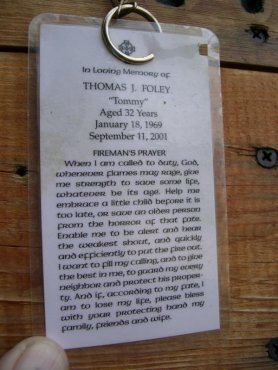 In Loving Memory of
THOMAS J. FOLEY
"Tommy"
Aged 32 Years
January 18, 1969
September 11, 2001
FIREMAN'S PRAYER
When I am called to duty, God,
whenever flames may rage, give
me strength to save some life,
whatever be its age. Help me
embrace a little child before it is
too late, or save an older person
from the horror of that fate.
Enable me to be alert and hear
the weakest shout, and quickly
and efficiently to put the fire out.
I want to fill my calling, and to give
the best in me, to guard my every
neighbor and protect his proper-
ty. And if, according to my fate, I
am to lose my life, please bless
with your protecting hand my
family, friends and wife.